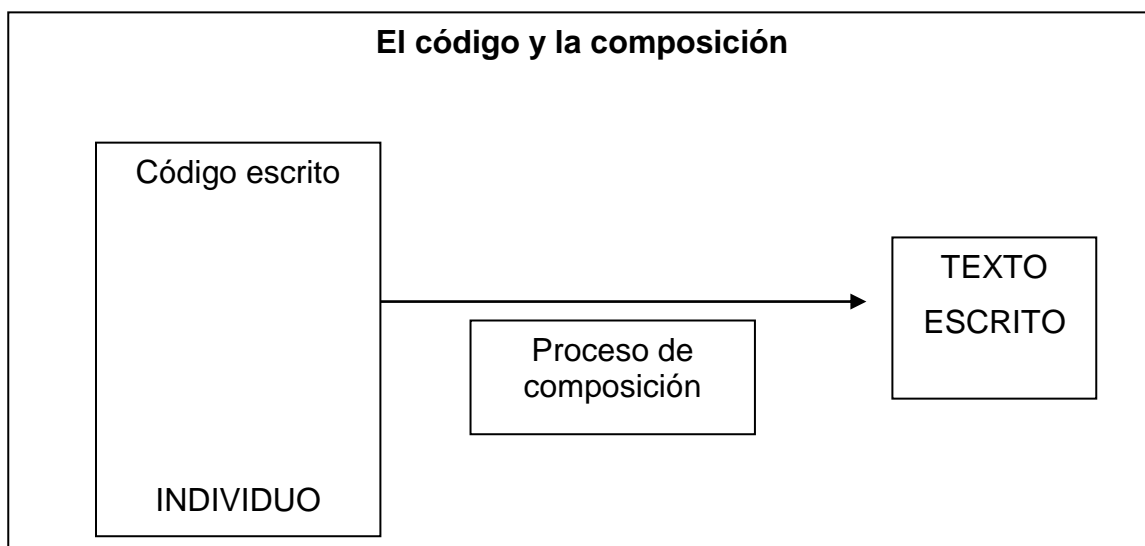 El código y la composición
Código escrito
INDIVIDUO
Proceso de
composición
TEXTO
ESCRITO